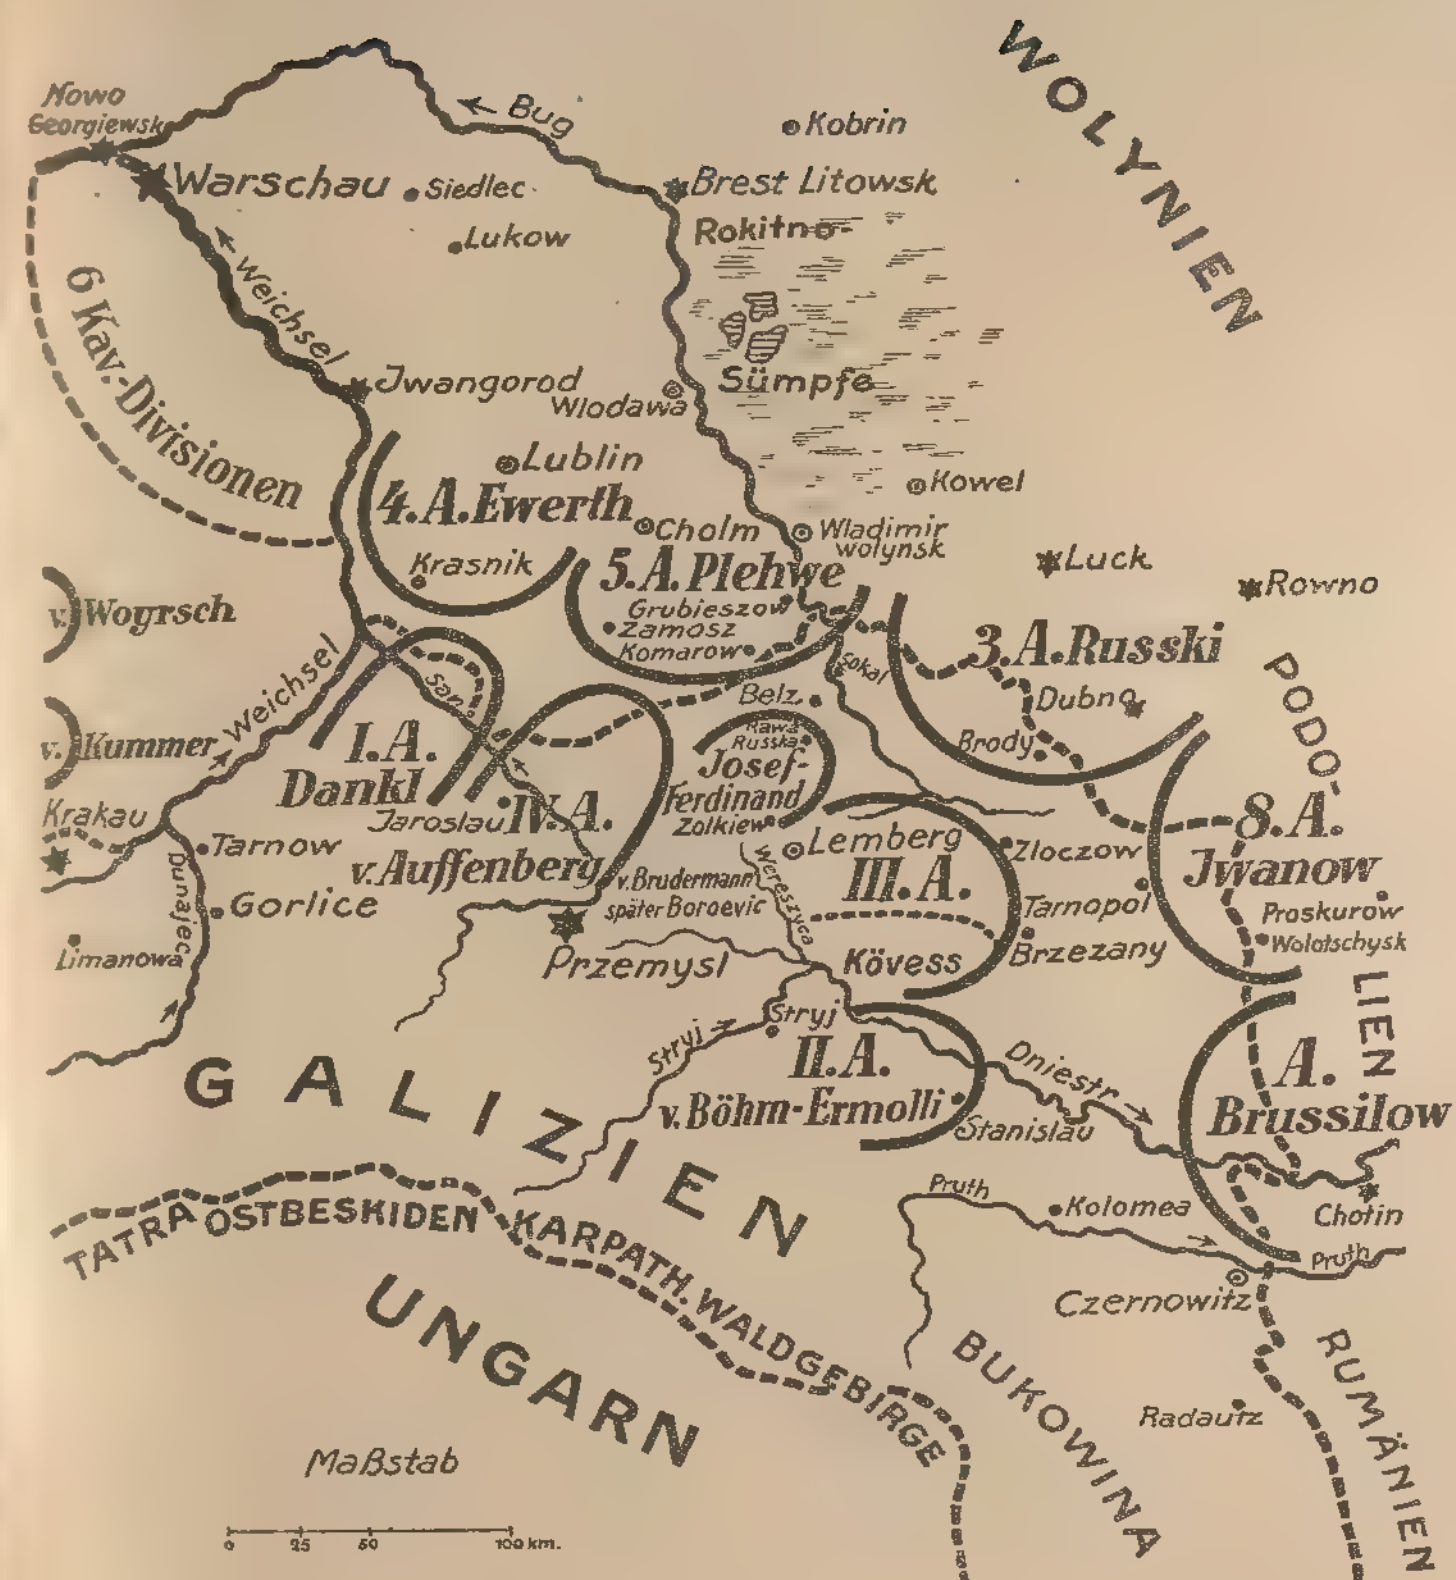 WOLYNIEN
Nowo
Georgiewsk
Bug
Kobrin
Warschau
Siedlec
Brest Litowsk
Lukow
Rokitno-
Weichsel
6 Kav.-Divisionen
Jwangorod
Wlodawa
Sümpfe
Lublin
Kowel
4.A.Ewerth
Cholm
Wladimir
wolynsk
Krasnik
5.A.Plehwe
Luck
Rowno
v. Woyrsch
Grubieszow
Zamosz
Komarow
3.A.Russki
Sokal
PODO-
LIEN
Weichsel
San
Belz
Dubno
v. Kummer
I.A.
Dankl
Rawa
Russka
Brody
Josef-
Ferdinand
Zolkiew
Krakau
Jaroslau
IV.A.
v.Auffenberg
8.A.
Jwanow
Tarnow
Lemberg
Zloczow
Dunajec
Gorlice
v.Brudermann
später Boroevic
Wereszyca
III.A.
Tarnopol
Proskurow
Wolotschysk
Limanowa
Przemysl
Kövess
Brzezany
Stryj
Stryj
II.A.
v.Böhm-Ermolli
Dniestr
A.
Brussilow
Stanislau
GALIZIEN
Pruth
Kolomea
Chotin
Pruth
TATRA
OSTBESKIDEN
KARPATH. WALDGEBIRGE
Czernowitz
UNGARN
BUKOWINA
RUMÄNIEN
Radautz
Maßstab
0 25 50 100 km.